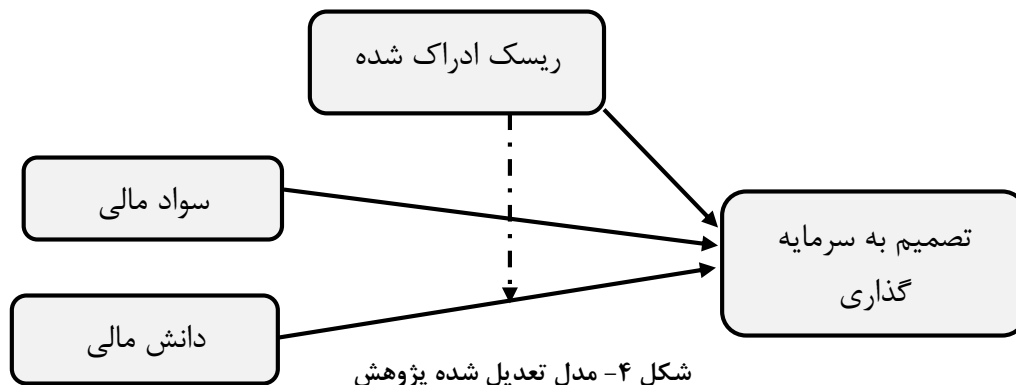 ریسک ادراک شده
سواد مالی
تصمیم به سرمایه
گذاری
دانش مالی
شکل ۴- مدل تعدیل شده پژوهش